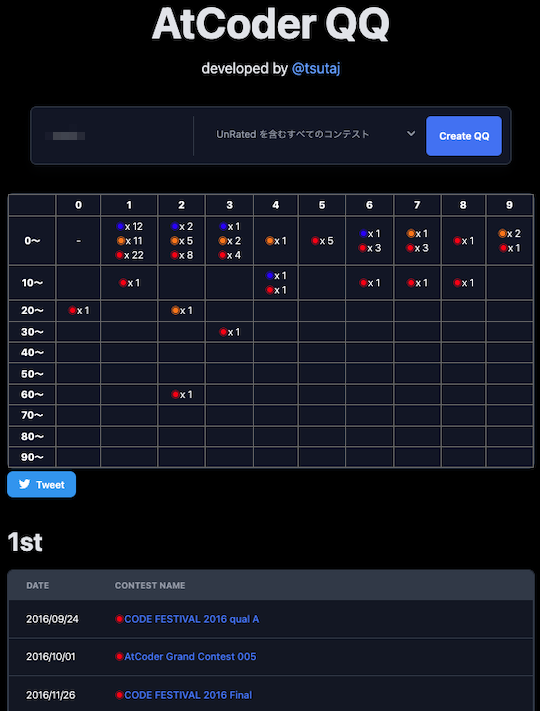 AtCoder QQ
developed by @tsutaj
UnRated を含むすべてのコンテスト
Create QQ
0 1 2 3 4 5 6 7 8 9
x 12 x 2 x 1 x 1 x 1 x 2
0〜 - x 11 x 5 x 2 x 1 x 5 x 1
x 22 x 8 x 4 x 3 x 3 x 1
10〜 x 1 x 1 x 1 x 1 x 1
x 1
20〜 x 1 x 1
30〜 x 1
40〜
50〜
60〜 x 1
70〜
80〜
90〜
Tweet
1st
DATE CONTEST NAME
2016/09/24 CODE FESTIVAL 2016 qual A
2016/10/01 AtCoder Grand Contest 005
2016/11/26 CODE FESTIVAL 2016 Final